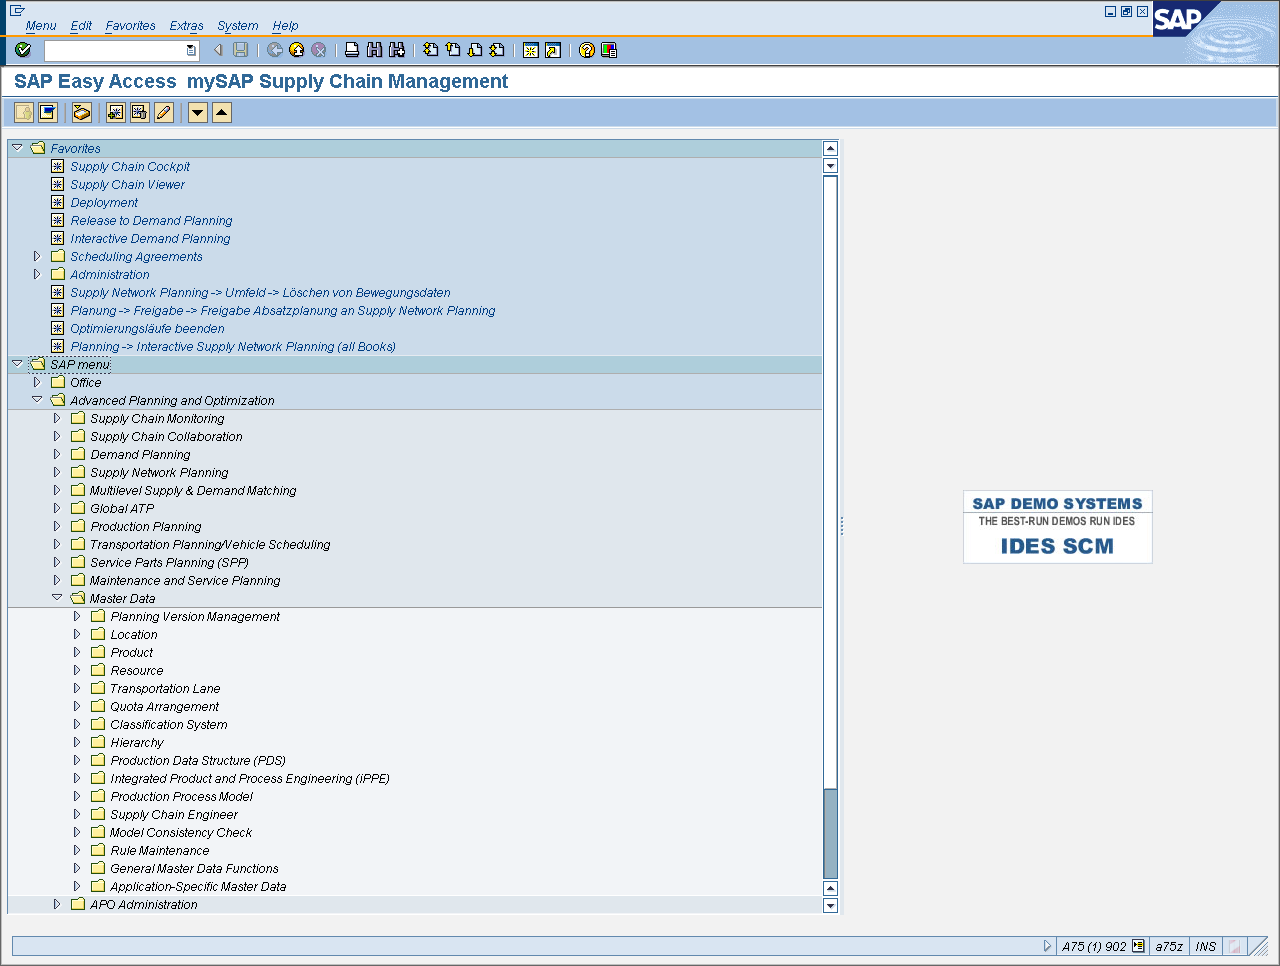 Menu Edit Favorites Extras System Help
SAP
SAP Easy Access mySAP Supply Chain Management
Favorites
Supply Chain Cockpit
Supply Chain Viewer
Deployment
Release to Demand Planning
Interactive Demand Planning
Scheduling Agreements
Administration
Supply Network Planning -> Umfeld -> Löschen von Bewegungsdaten
Planung -> Freigabe -> Freigabe Absatzplanung an Supply Network Planning
Optimierungsläufe beenden
Planning -> Interactive Supply Network Planning (all Books)
SAP menu
Office
Advanced Planning and Optimization
Supply Chain Monitoring
Supply Chain Collaboration
Demand Planning
Supply Network Planning
Multilevel Supply & Demand Matching
Global ATP
Production Planning
Transportation Planning/Vehicle Scheduling
Service Parts Planning (SPP)
Maintenance and Service Planning
Master Data
Planning Version Management
Location
Product
Resource
Transportation Lane
Quota Arrangement
Classification System
Hierarchy
Production Data Structure (PDS)
Integrated Product and Process Engineering (iPPE)
Production Process Model
Supply Chain Engineer
Model Consistency Check
Rule Maintenance
General Master Data Functions
Application-Specific Master Data
APO Administration
SAP DEMO SYSTEMS
THE BEST-RUN DEMOS RUN IDES
IDES SCM
A75 (1) 902 a75z INS